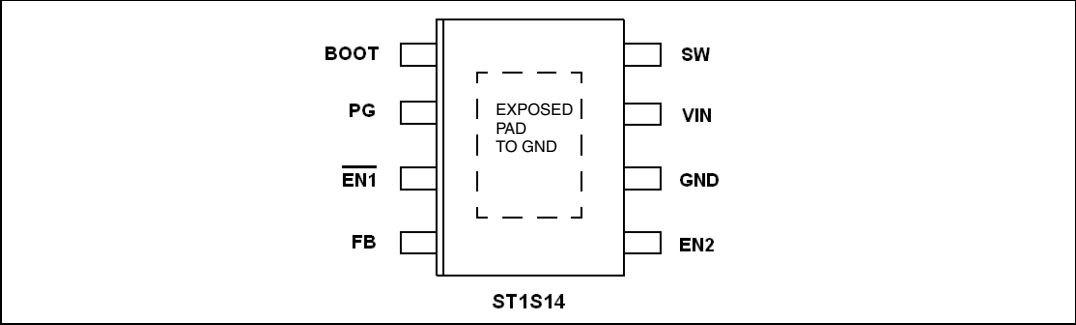 BOOT
SW
PG
VIN
EXPOSED
PAD
TO GND
EN1
GND
FB
EN2
ST1S14